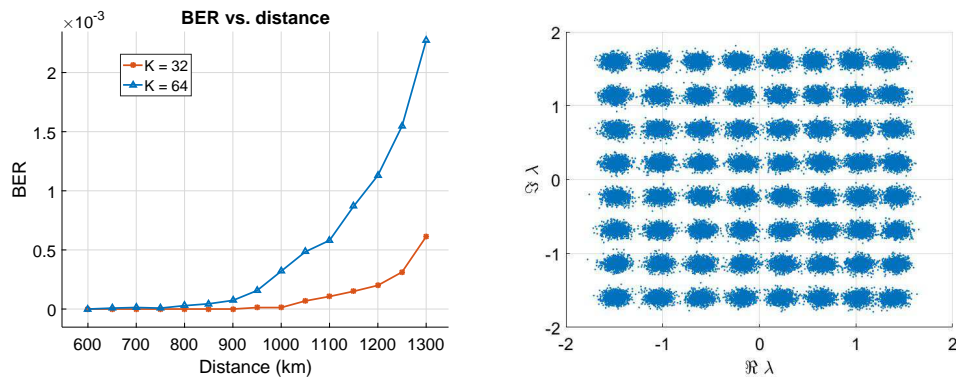 BER vs. distance
×10-3
2
1.5
1
0.5
0
BER
K = 32
K = 64
600 700 800 900 1000 1100 1200 1300
Distance (km)
2
1
0
-1
-2
ℑ λ
-2 -1 0 1 2
ℜ λ